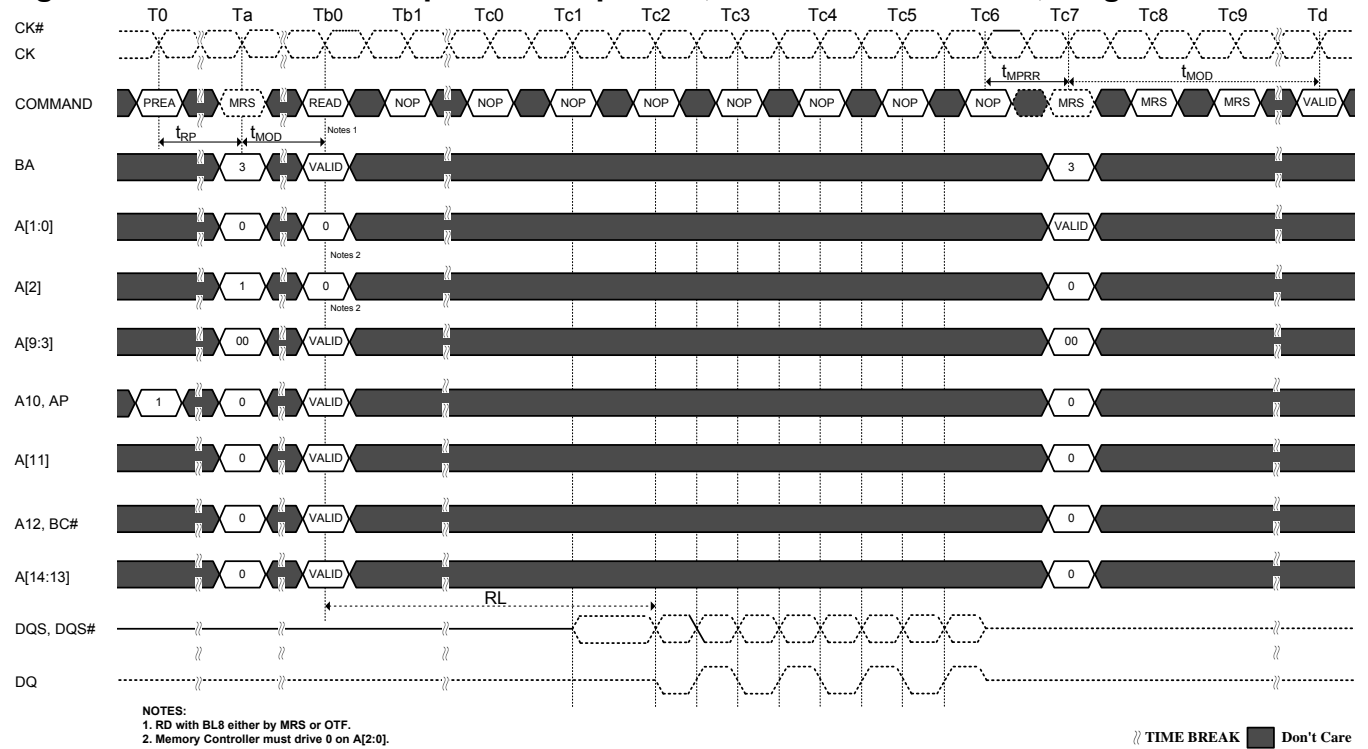 T0 Ta Tb0 Tb1 Tc0 Tc1 Tc2 Tc3 Tc4 Tc5 Tc6 Tc7 Tc8 Tc9 Td
CK#
CK
tMPRR tMOD
COMMAND PREA MRS READ NOP NOP NOP NOP NOP NOP NOP NOP MRS MRS MRS VALID
tRP tMOD Notes 1
BA 3 VALID 3
A[1:0] 0 0 VALID
Notes 2
A[2] 1 0 0
Notes 2
A[9:3] 00 VALID 00
A10, AP 1 0 VALID 0
A[11] 0 VALID 0
A12, BC# 0 VALID 0
A[14:13] 0 VALID 0
RL
DQS, DQS#
DQ
NOTES:
1. RD with BL8 either by MRS or OTF.
2. Memory Controller must drive 0 on A[2:0].
TIME BREAK Don't Care